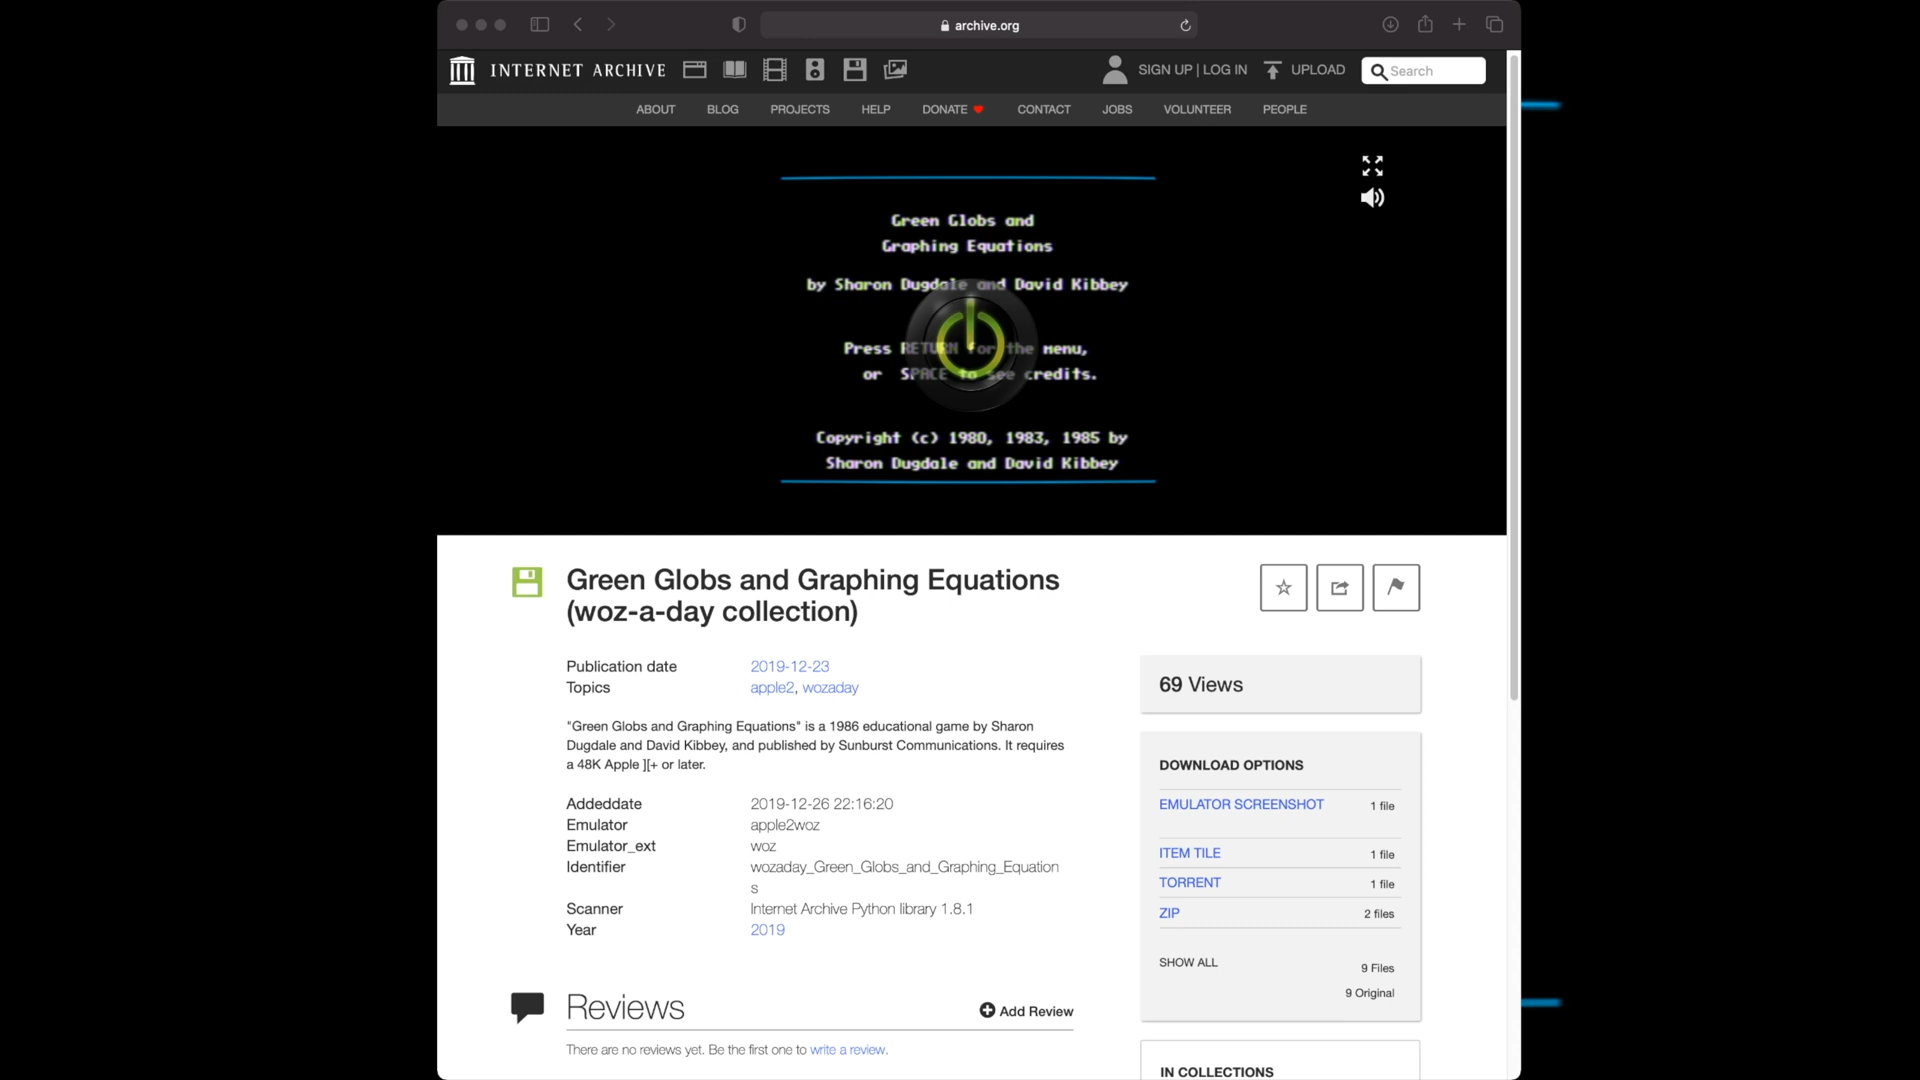 archive.org
INTERNET ARCHIVE
SIGN UP | LOG IN
UPLOAD
Search
ABOUT BLOG PROJECTS HELP DONATE CONTACT JOBS VOLUNTEER PEOPLE
Green Globs and
Graphing Equations
by Sharon Dugdale and David Kibbey
Press RETURN for the menu,
or SPACE to see credits.
Copyright (c) 1980, 1983, 1985 by
Sharon Dugdale and David Kibbey
Green Globs and Graphing Equations
(woz-a-day collection)
Publication date 2019-12-23
Topics apple2, wozaday
"Green Globs and Graphing Equations" is a 1986 educational game by Sharon
Dugdale and David Kibbey, and published by Sunburst Communications. It requires
a 48K Apple ][+ or later.
Addeddate 2019-12-26 22:16:20
Emulator apple2woz
Emulator_ext woz
Identifier wozaday_Green_Globs_and_Graphing_Equation
s
Scanner Internet Archive Python library 1.8.1
Year 2019
Reviews
Add Review
There are no reviews yet. Be the first one to write a review.
69 Views
DOWNLOAD OPTIONS
EMULATOR SCREENSHOT 1 file
ITEM TILE 1 file
TORRENT 1 file
ZIP 2 files
SHOW ALL 9 Files
9 Original
IN COLLECTIONS